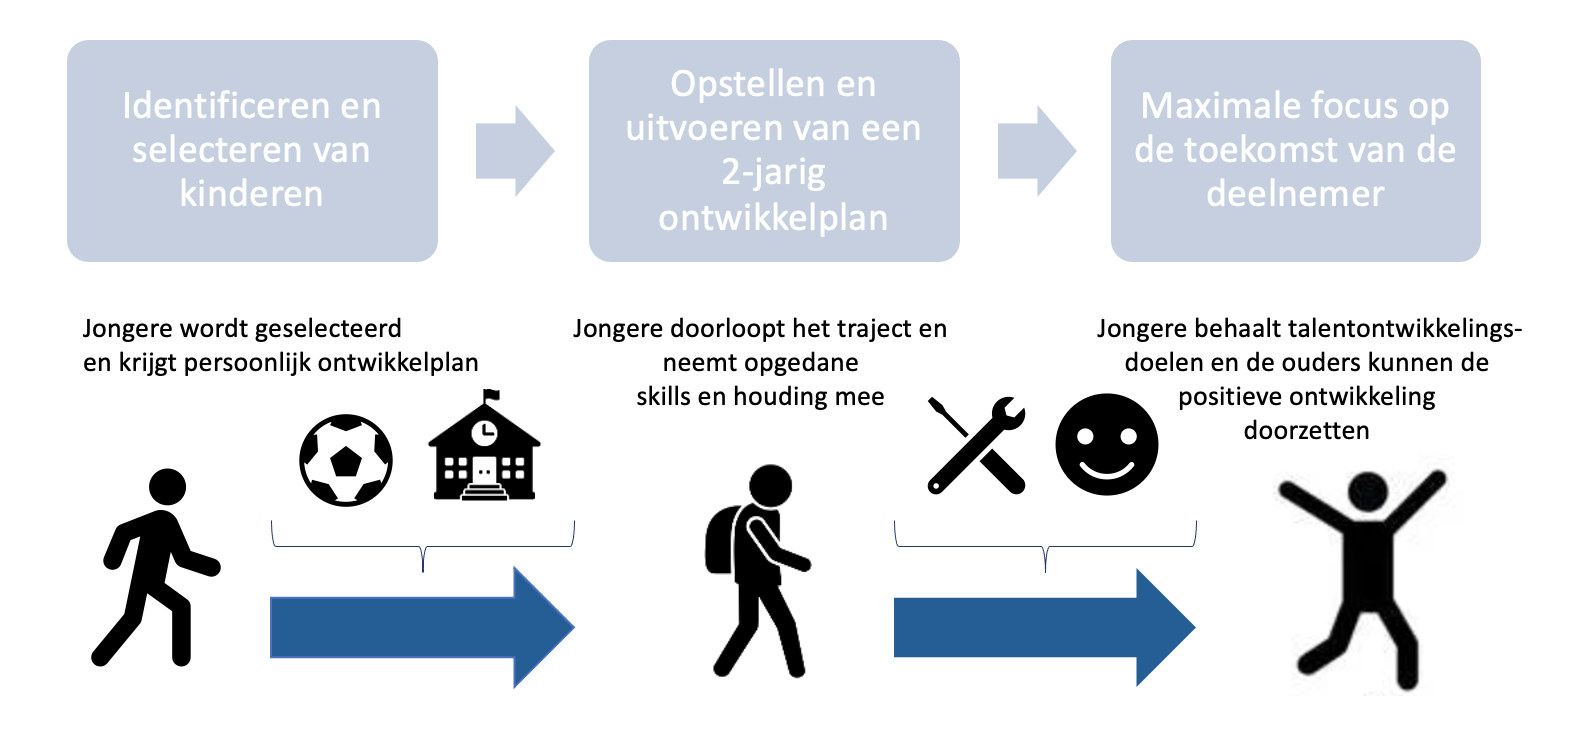 Identificeren en
selecteren van
kinderen
Opstellen en
uitvoeren van een
2-jarig
ontwikkelplan
Maximale focus op
de toekomst van de
deelnemer
Jongere wordt geselecteerd
en krijgt persoonlijk ontwikkelplan
Jongere doorloopt het traject en
neemt opgedane
skills en houding mee
Jongere behaalt talentontwikkelings-
doelen en de ouders kunnen de
positieve ontwikkeling
doorzetten